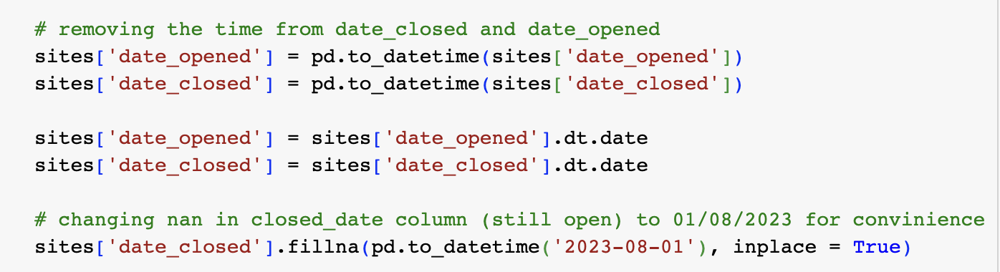 # removing the time from date_closed and date_opened
sites['date_opened'] = pd.to_datetime(sites['date_opened'])
sites['date_closed'] = pd.to_datetime(sites['date_closed'])
sites['date_opened'] = sites['date_opened'].dt.date
sites['date_closed'] = sites['date_closed'].dt.date
# changing nan in closed_date column (still open) to 01/08/2023 for convinience
sites['date_closed'].fillna(pd.to_datetime('2023-08-01'), inplace = True)